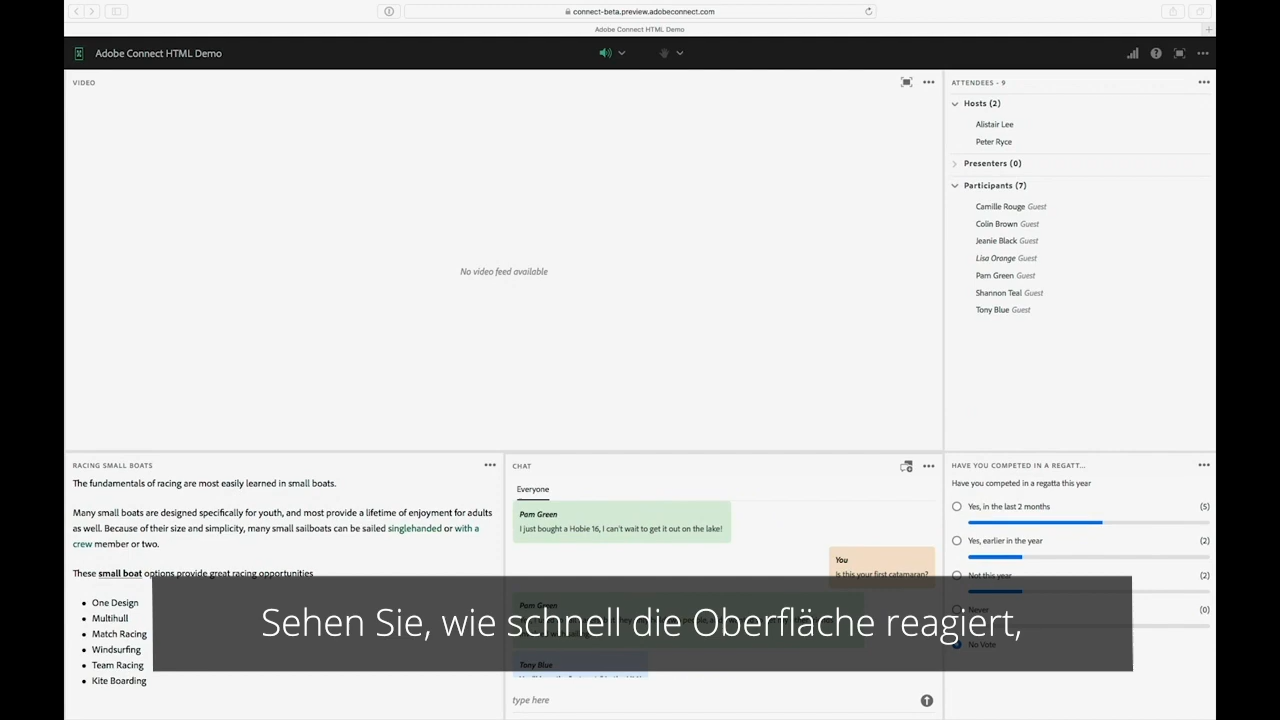 connect-beta.preview.adobeconnect.com
Adobe Connect HTML Demo
Adobe Connect HTML Demo
VIDEO
No video feed available
ATTENDEES - 9
Hosts (2)
Alistair Lee
Peter Ryce
Presenters (0)
Participants (7)
Camille Rouge Guest
Colin Brown Guest
Jeanie Black Guest
Lisa Orange Guest
Pam Green Guest
Shannon Teal Guest
Tony Blue Guest
RACING SMALL BOATS
The fundamentals of racing are most easily learned in small boats.
Many small boats are designed specifically for youth, and most provide a lifetime of enjoyment for adults
as well. Because of their size and simplicity, many small sailboats can be sailed singlehanded or with a
crew member or two.
These small boat options provide great racing opportunities
• One Design
• Multihull
• Match Racing
• Windsurfing
• Team Racing
• Kite Boarding
CHAT
Everyone
Pam Green
I just bought a Hobie 16, I can't wait to get it out on the lake!
You
Is this your first catamaran?
Pam Green
Tony Blue
type here
HAVE YOU COMPETED IN A REGATT...
Have you competed in a regatta this year
Yes, in the last 2 months (5)
Yes, earlier in the year (2)
Not this year (2)
Never (0)
No Vote
Sehen Sie, wie schnell die Oberfläche reagiert,